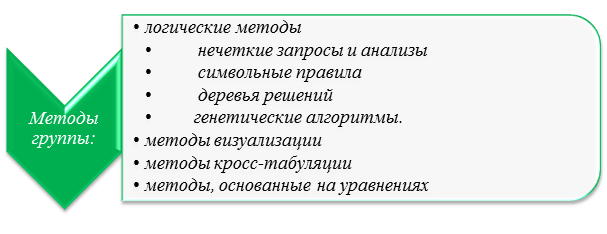 Методы
группы:
• логические методы
• нечеткие запросы и анализы
• символьные правила
• деревья решений
• генетические алгоритмы.
• методы визуализации
• методы кросс-табуляции
• методы, основанные на уравнениях